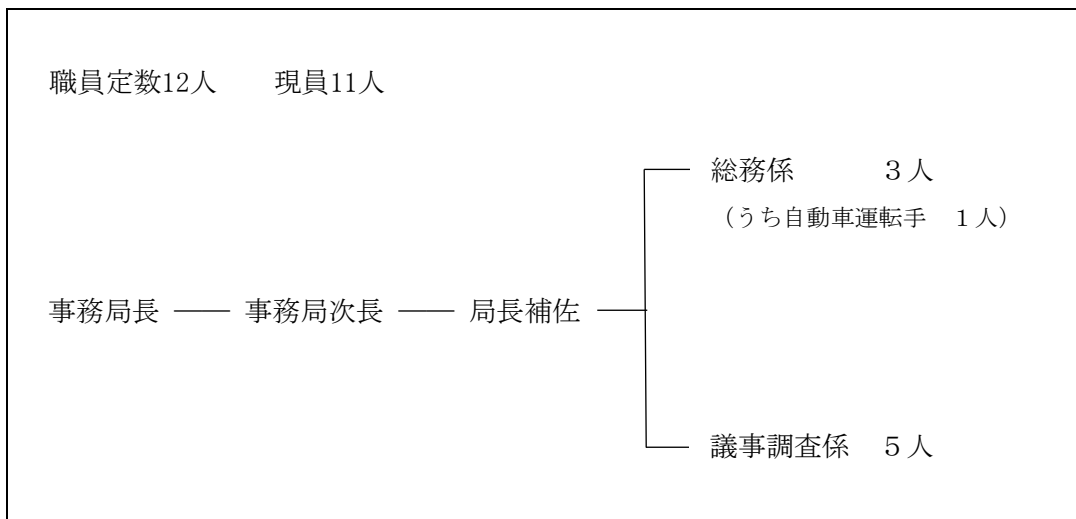 職員定数12人　　現員11人
総務係　　　３人
（うち自動車運転手　１人）
事務局長 ―― 事務局次長 ―― 局長補佐
議事調査係　５人